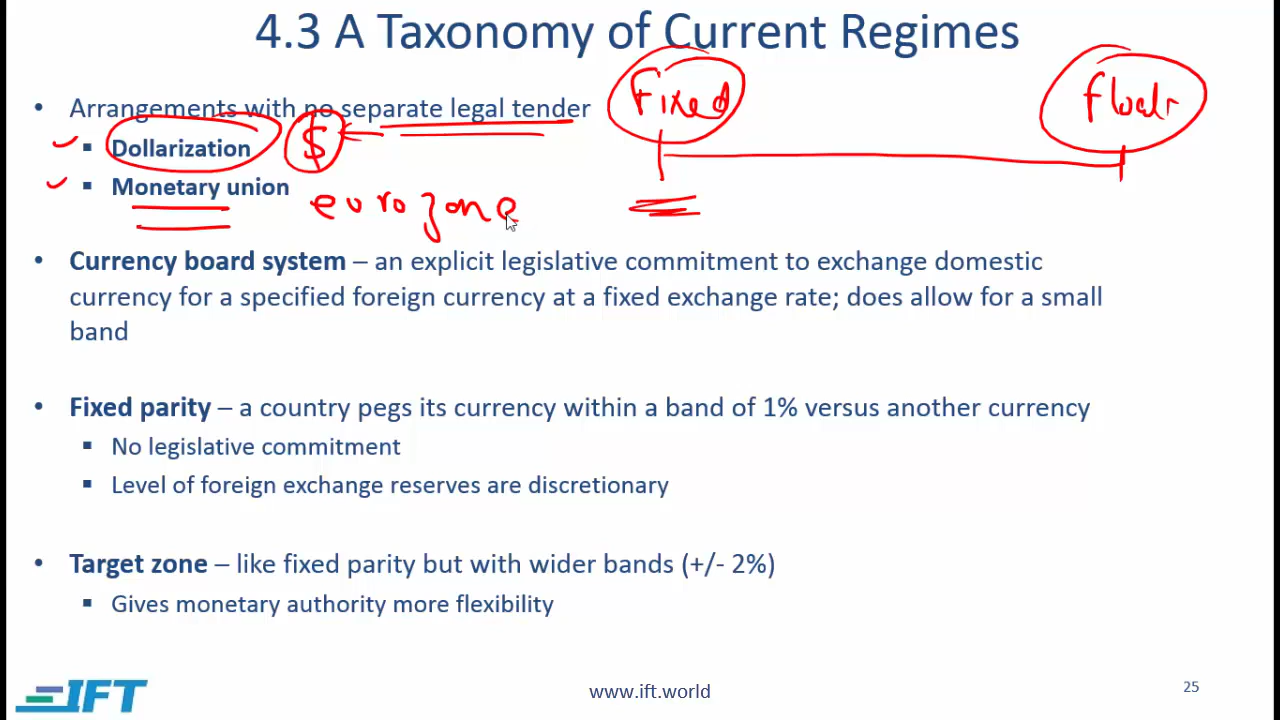 4.3 A Taxonomy of Current Regimes
• Arrangements with no separate legal tender
Fixed
▪ Dollarization $
▪ Monetary union
eurozone
• Currency board system – an explicit legislative commitment to exchange domestic
currency for a specified foreign currency at a fixed exchange rate; does allow for a small
band
• Fixed parity – a country pegs its currency within a band of 1% versus another currency
▪ No legislative commitment
▪ Level of foreign exchange reserves are discretionary
• Target zone – like fixed parity but with wider bands (+/- 2%)
▪ Gives monetary authority more flexibility
IFT
www.ift.world
25